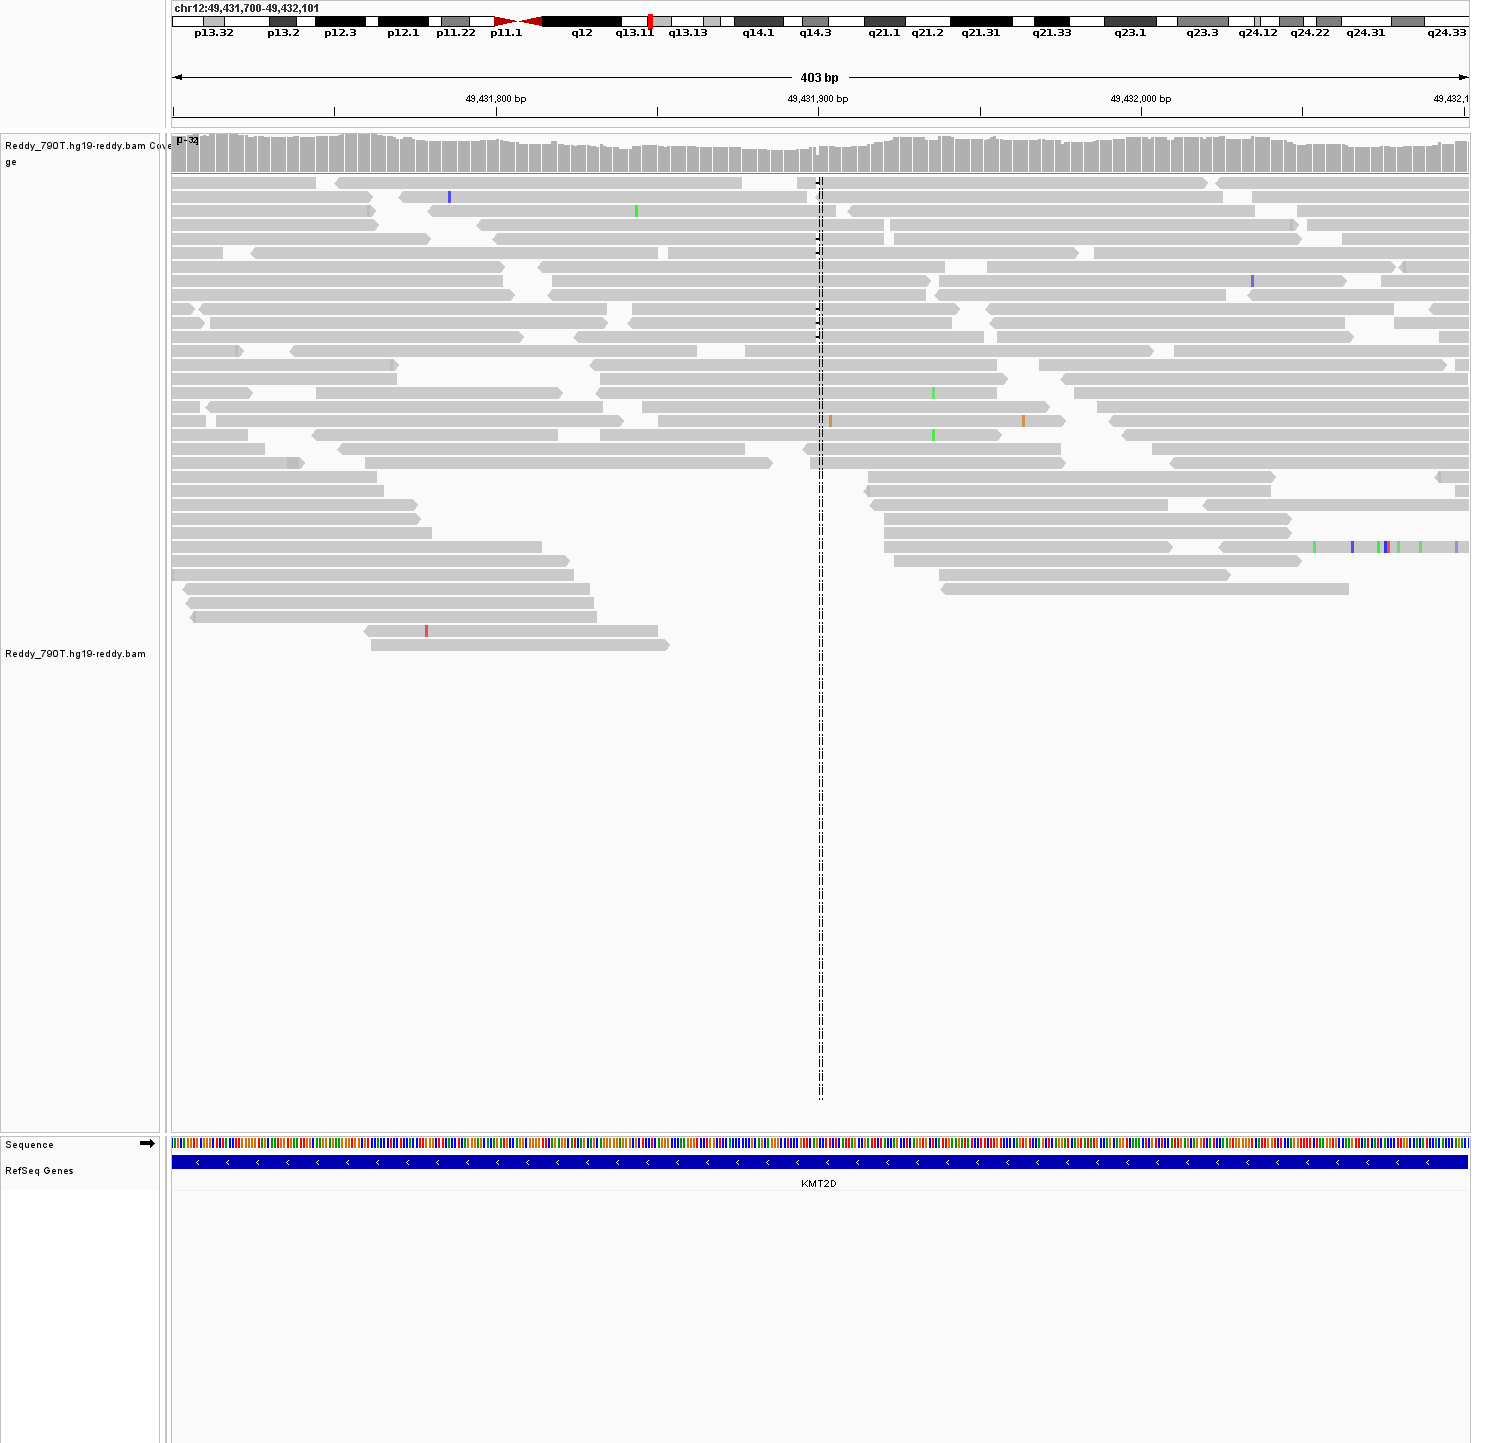 chr12:49,431,700-49,432,101
p13.32 p13.2 p12.3 p12.1 p11.22 p11.1 q12 q13.11 q13.13 q14.1 q14.3 q21.1 q21.2 q21.31 q21.33 q23.1 q23.3 q24.12 q24.22 q24.31 q24.33
403 bp
49,431,800 bp 49,431,900 bp 49,432,000 bp 49,432,1
Reddy_790T.hg19-reddy.bam Cove
ge
[0-32]
Reddy_790T.hg19-reddy.bam
Sequence
RefSeq Genes
KMT2D